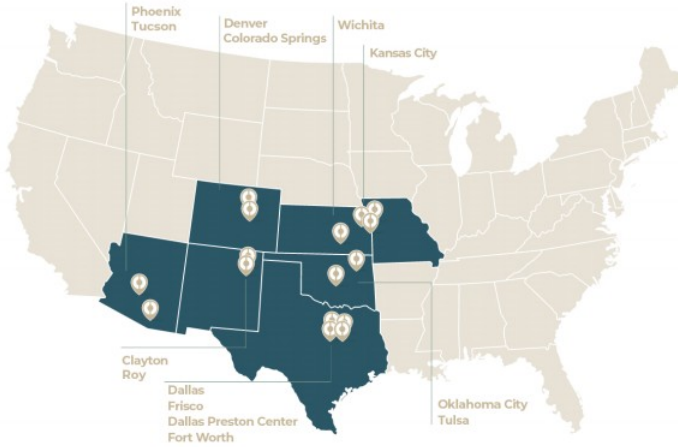 Phoenix
Tucson
Denver
Colorado Springs
Wichita
Kansas City
Clayton
Roy
Dallas
Frisco
Dallas Preston Center
Fort Worth
Oklahoma City
Tulsa